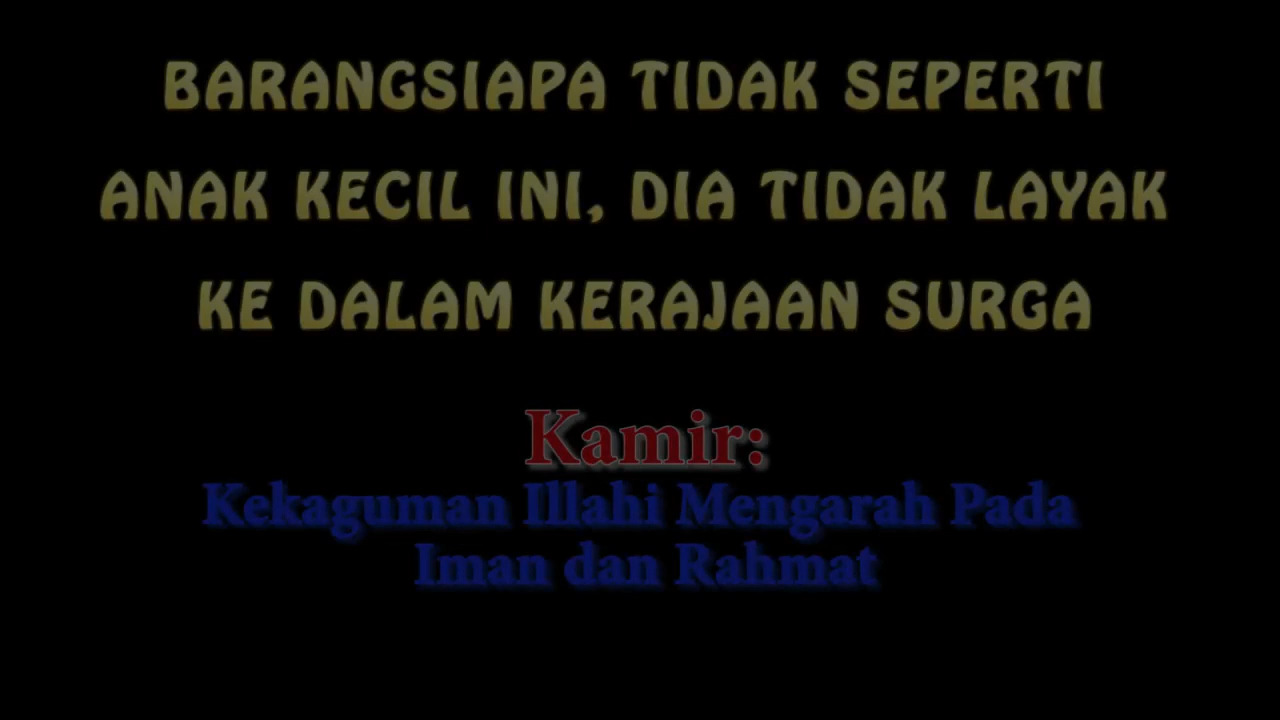 BARANGSIAPA TIDAK SEPERTI
ANAK KECIL INI, DIA TIDAK LAYAK
KE DALAM KERAJAAN SURGA
Kamir:
Kekaguman Illahi Mengarah Pada
Iman dan Rahmat